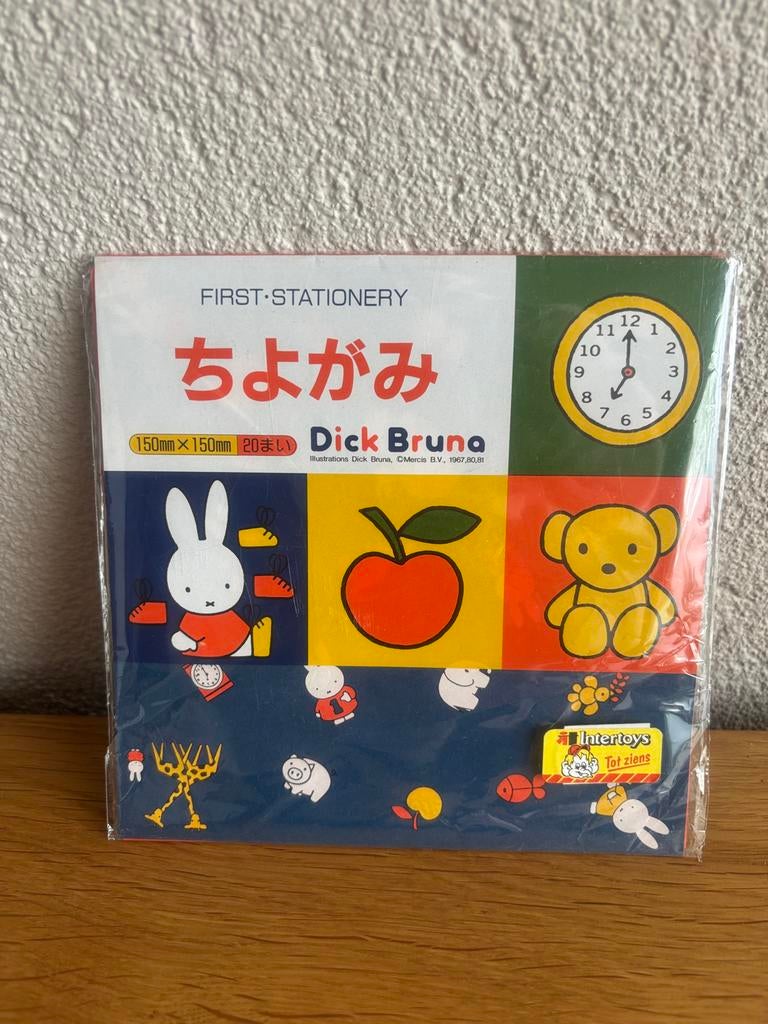 FIRST・STATIONERY
ちよがみ
150mm×150mm 20まい
Dick Bruna
Illustrations Dick Bruna, ©Mercis B.V., 1967,80,81
12
11 1
10 2
9 3
8 4
7 5
6
Intertoys
Tot ziens